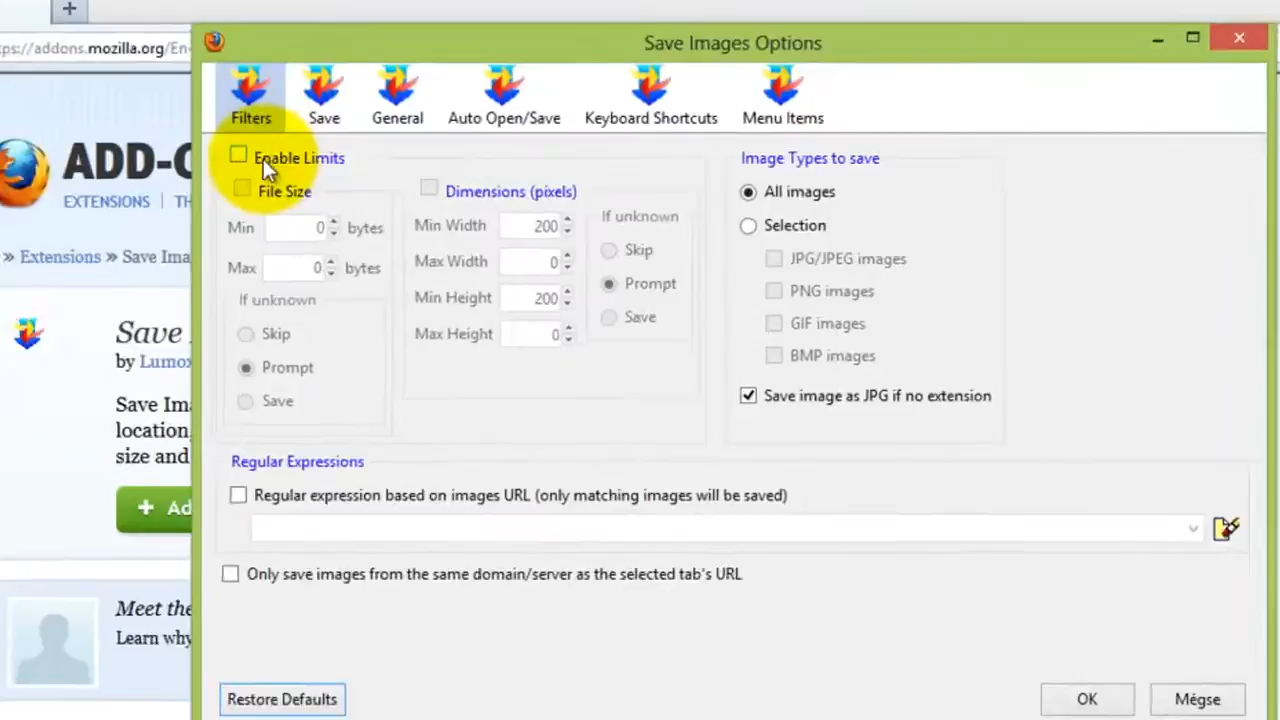 +
ps://addons.mozilla.org/En-
Save Images Options
Filters Save General Auto Open/Save Keyboard Shortcuts Menu Items
ADD-O
EXTENSIONS | TH
» Extensions » Save Ima
Save
by Lumox
Save Ima
location,
size and
+ Ad
Meet the
Learn why
Enable Limits
File Size
Min 0 bytes
Max 0 bytes
If unknown
Skip
Prompt
Save
Dimensions (pixels)
Min Width 200
Max Width 0
Min Height 200
Max Height 0
If unknown
Skip
Prompt
Save
Image Types to save
All images
Selection
JPG/JPEG images
PNG images
GIF images
BMP images
Save image as JPG if no extension
Regular Expressions
Regular expression based on images URL (only matching images will be saved)
Only save images from the same domain/server as the selected tab's URL
Restore Defaults OK Mégse